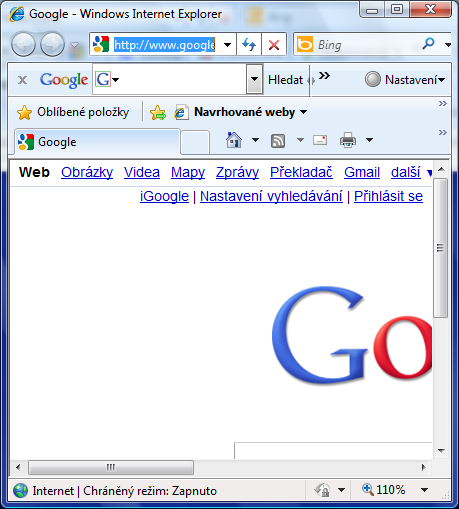 Google - Windows Internet Explorer
http://www.google
Bing
Google
G
Hledat
Nastavení
Oblíbené položky
Navrhované weby
Google
Web Obrázky Videa Mapy Zprávy Překladač Gmail další ▼
iGoogle | Nastavení vyhledávání | Přihlásit se
Go
Internet | Chráněný režim: Zapnuto
110%